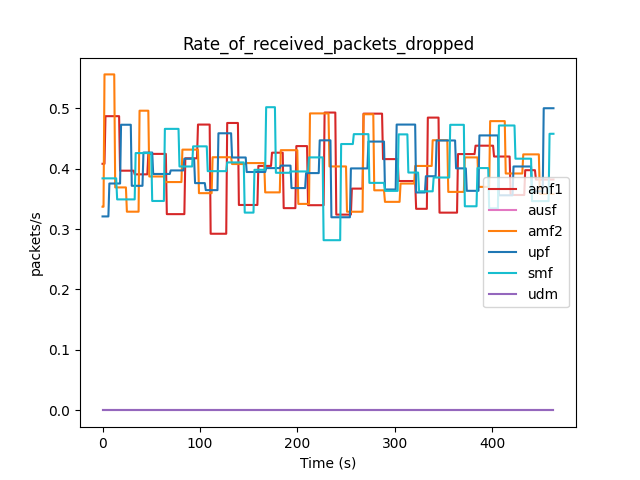 Rate_of_received_packets_dropped
packets/s
0.5
0.4
0.3
0.2
0.1
0.0
amf1
ausf
amf2
upf
smf
udm
0
100
200
300
400
Time (s)